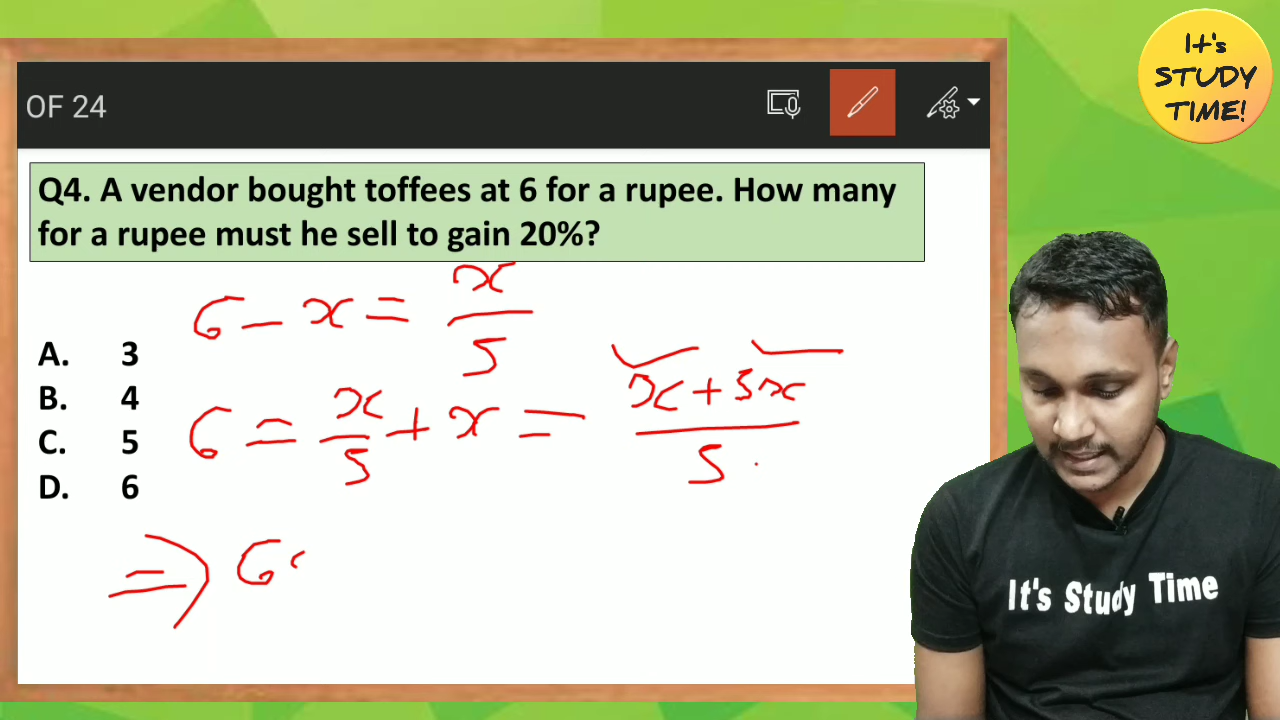 It's
STUDY
TIME!
OF 24
Q4. A vendor bought toffees at 6 for a rupee. How many
for a rupee must he sell to gain 20%?
6 - x = x/5
A. 3
B. 4
C. 5
D. 6
6 = x/5 + x = x + 5x / 5
⇒ 6
It's Study Time